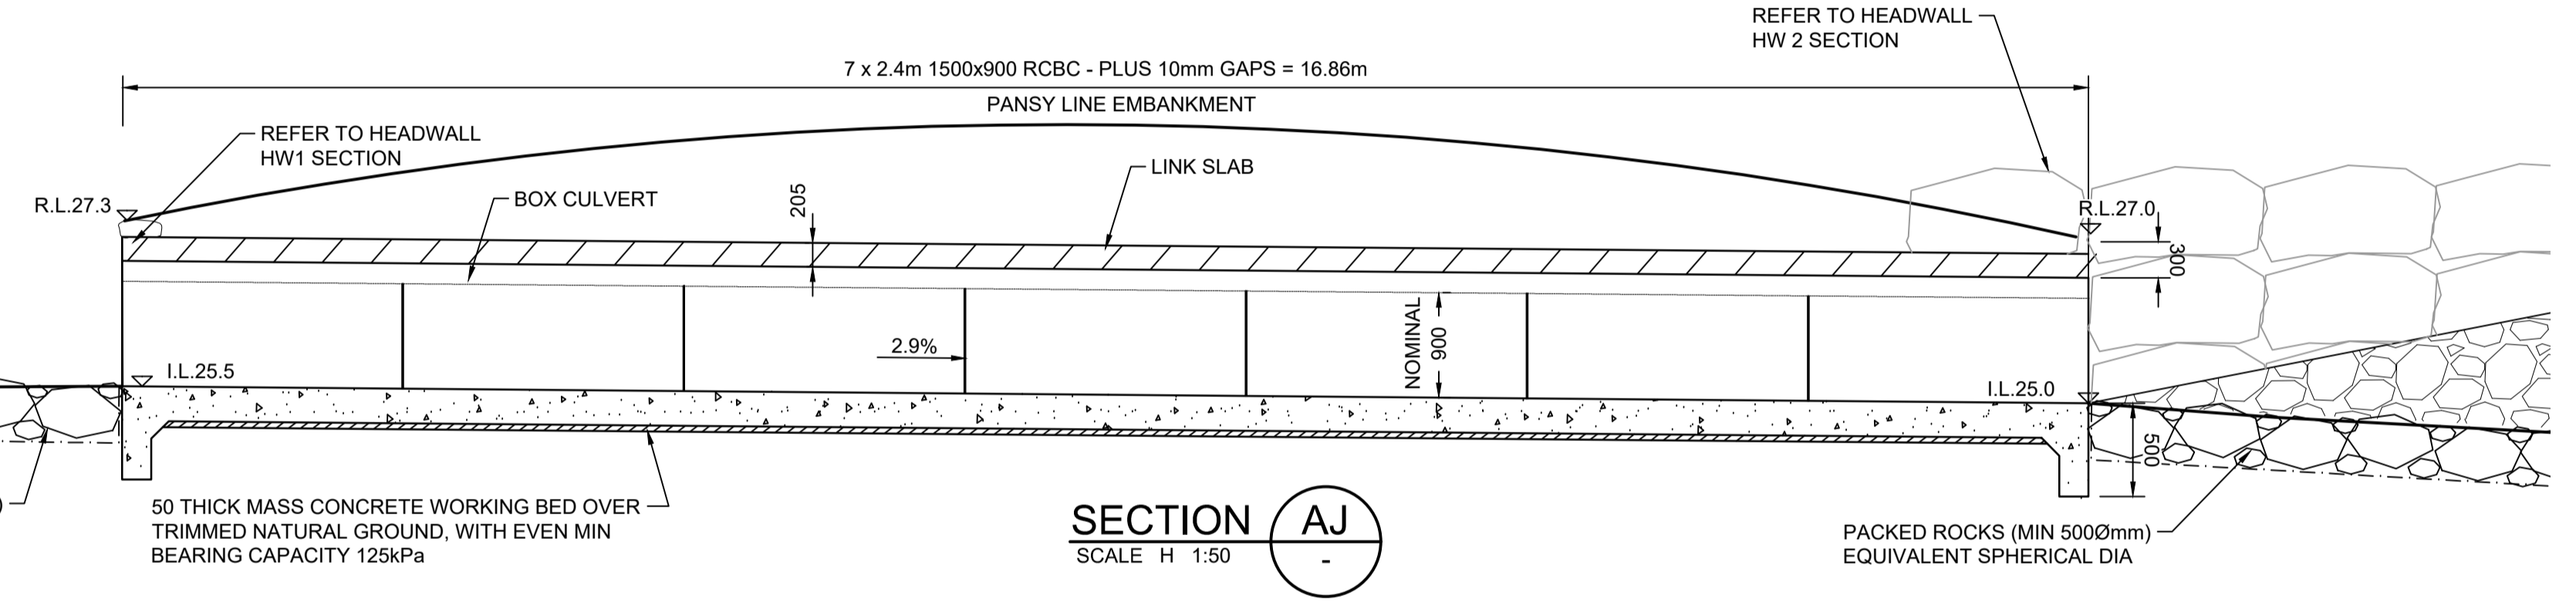 REFER TO HEADWALL
HW 2 SECTION
7 x 2.4m 1500x900 RCBC - PLUS 10mm GAPS = 16.86m
PANSY LINE EMBANKMENT
REFER TO HEADWALL
HW1 SECTION
LINK SLAB
BOX CULVERT
205
R.L.27.3
R.L.27.0
300
NOMINAL
900
2.9%
I.L.25.5
I.L.25.0
500
)
50 THICK MASS CONCRETE WORKING BED OVER
TRIMMED NATURAL GROUND, WITH EVEN MIN
BEARING CAPACITY 125kPa
SECTION AJ
SCALE H 1:50 -
PACKED ROCKS (MIN 500Ømm)
EQUIVALENT SPHERICAL DIA